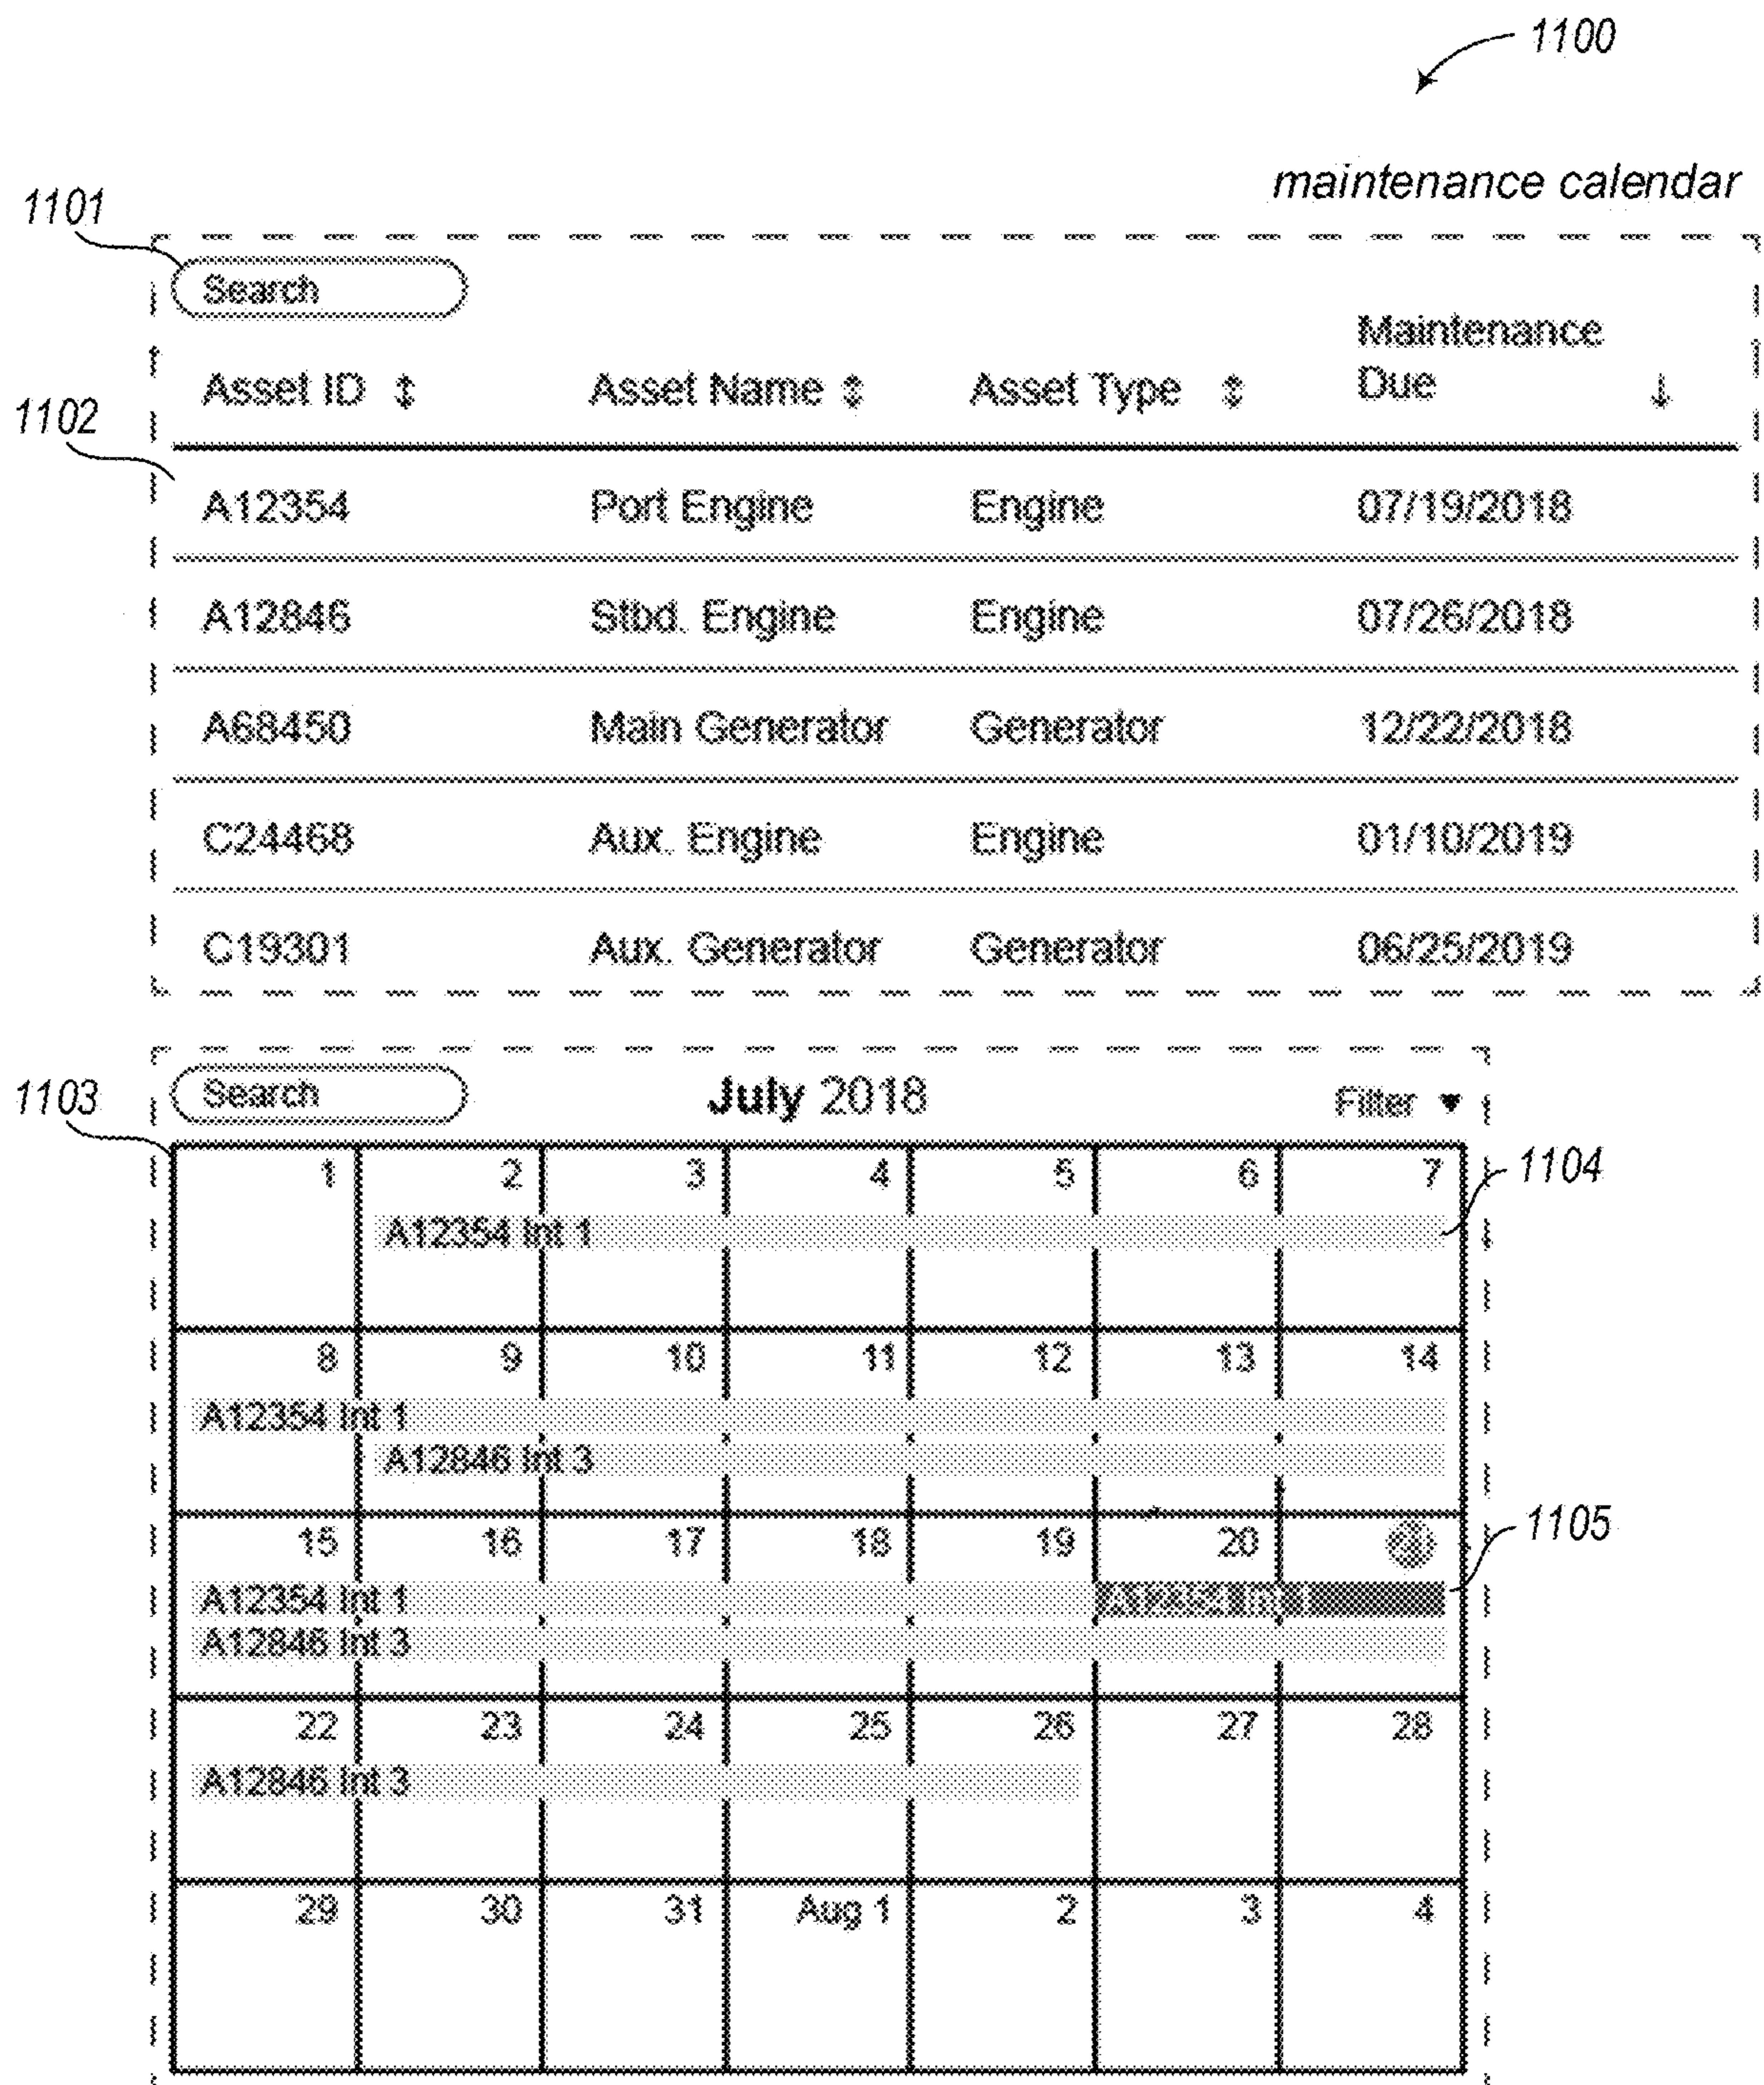 1100
maintenance calendar
1101
Search
Maintenance
Asset ID ↕ Asset Name ↕ Asset Type ↕ Due ↓
1102
A12354 Port Engine Engine 07/19/2018
A12846 Stbd. Engine Engine 07/26/2018
A68450 Main Generator Generator 12/22/2018
C24468 Aux. Engine Engine 01/10/2019
C19301 Aux. Generator Generator 06/25/2019
1103
Search July 2018 Filter ▼
1 2 3 4 5 6 7
1104
A12354 Int 1
8 9 10 11 12 13 14
A12354 Int 1
A12846 Int 3
15 16 17 18 19 20
1105
A12354 Int 1
A12846 Int 3
22 23 24 25 26 27 28
A12846 Int 3
29 30 31 Aug 1 2 3 4